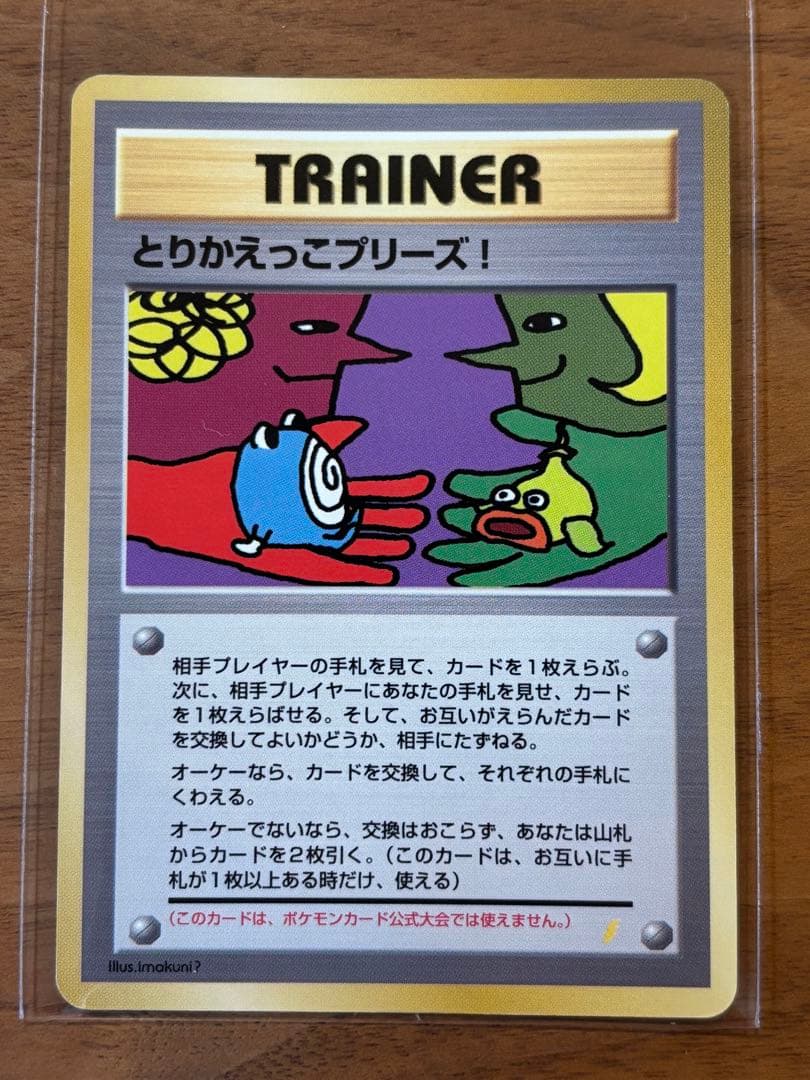 TRAINER
とりかえっこプリーズ！
相手プレイヤーの手札を見て、カードを１枚えらぶ。
次に、相手プレイヤーにあなたの手札を見せ、カード
を１枚えらばせる。そして、お互いがえらんだカード
を交換してよいかどうか、相手にたずねる。
オーケーなら、カードを交換して、それぞれの手札に
くわえる。
オーケーでないなら、交換はおこらず、あなたは山札
からカードを２枚引く。（このカードは、お互いに手
札が１枚以上ある時だけ、使える）
（このカードは、ポケモンカード公式大会では使えません。）
illus.imakuni?